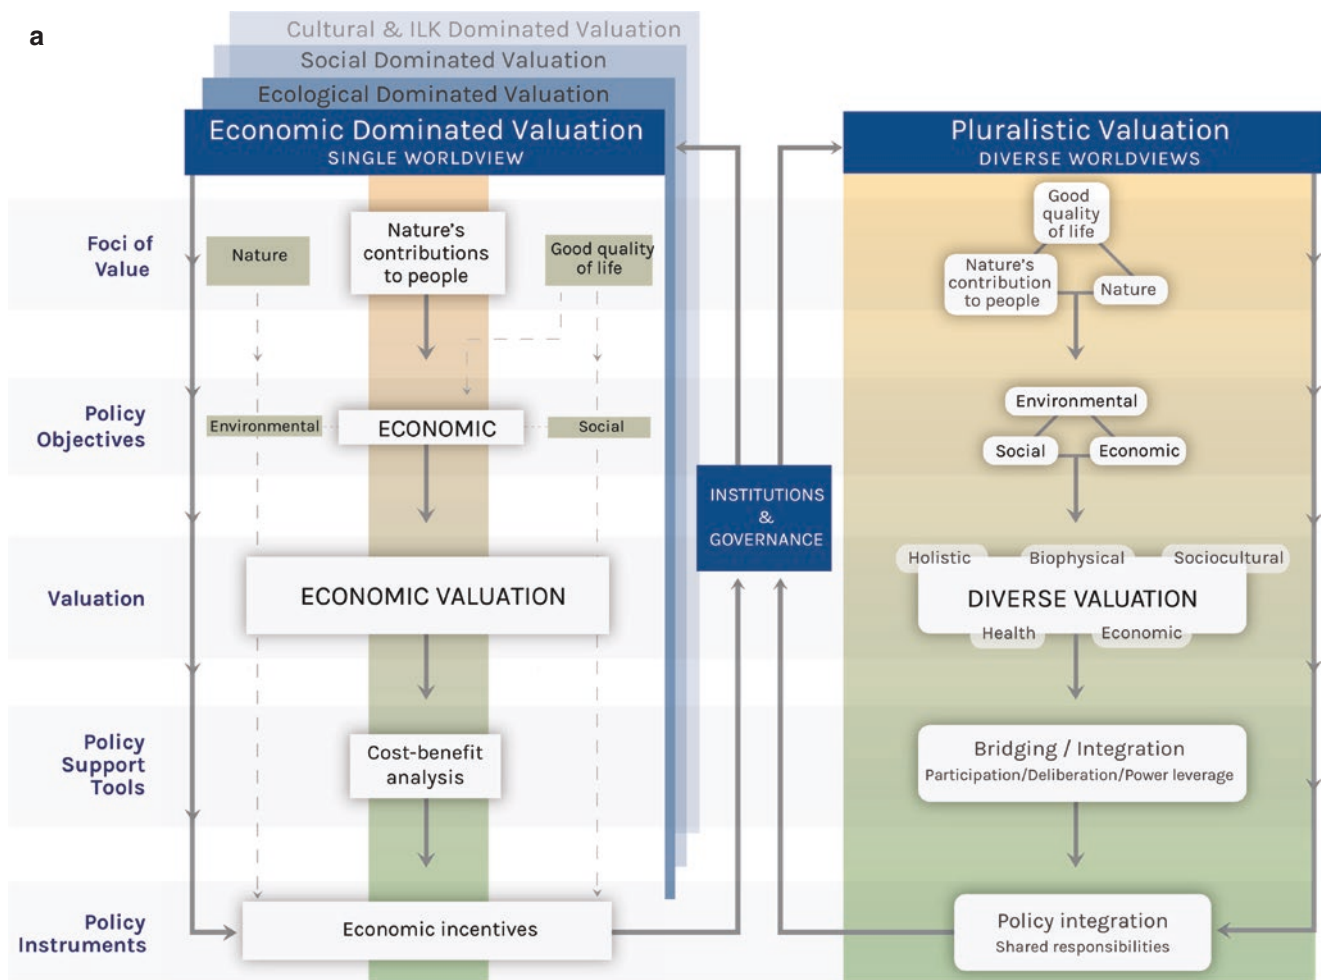 a
Cultural & ILK Dominated Valuation
Social Dominated Valuation
Ecological Dominated Valuation
Economic Dominated Valuation
SINGLE WORLDVIEW
Pluralistic Valuation
DIVERSE WORLDVIEWS
Foci of
Value
Nature
Nature's
contributions
to people
Good quality
of life
Good
quality
of life
Nature's
contribution
to people
Nature
Policy
Objectives
Environmental
ECONOMIC
Social
Environmental
Social
Economic
INSTITUTIONS
&
GOVERNANCE
Valuation
ECONOMIC VALUATION
Holistic
Biophysical
Sociocultural
DIVERSE VALUATION
Health
Economic
Policy
Support
Tools
Cost-benefit
analysis
Bridging / Integration
Participation/Deliberation/Power leverage
Policy
Instruments
Economic incentives
Policy integration
Shared responsibilities